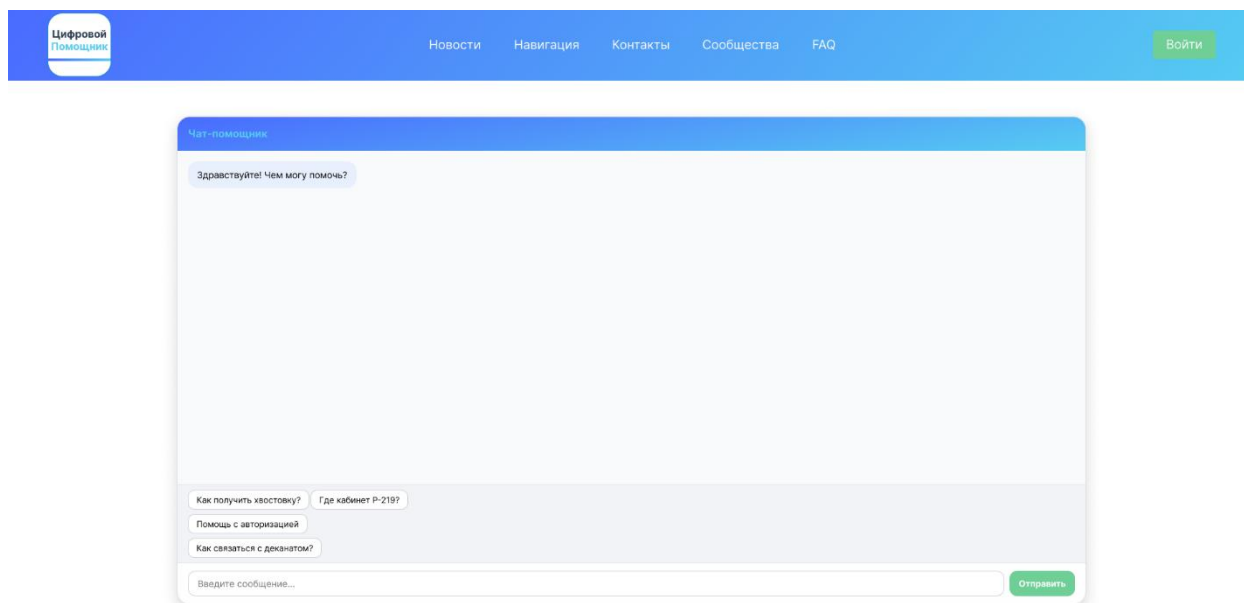 Цифровой
Помощник
Новости Навигация Контакты Сообщества FAQ
Войти
Чат-помощник
Здравствуйте! Чем могу помочь?
Как получить хвостовку? Где кабинет Р-219?
Помощь с авторизацией
Как связаться с деканатом?
Введите сообщение...
Отправить